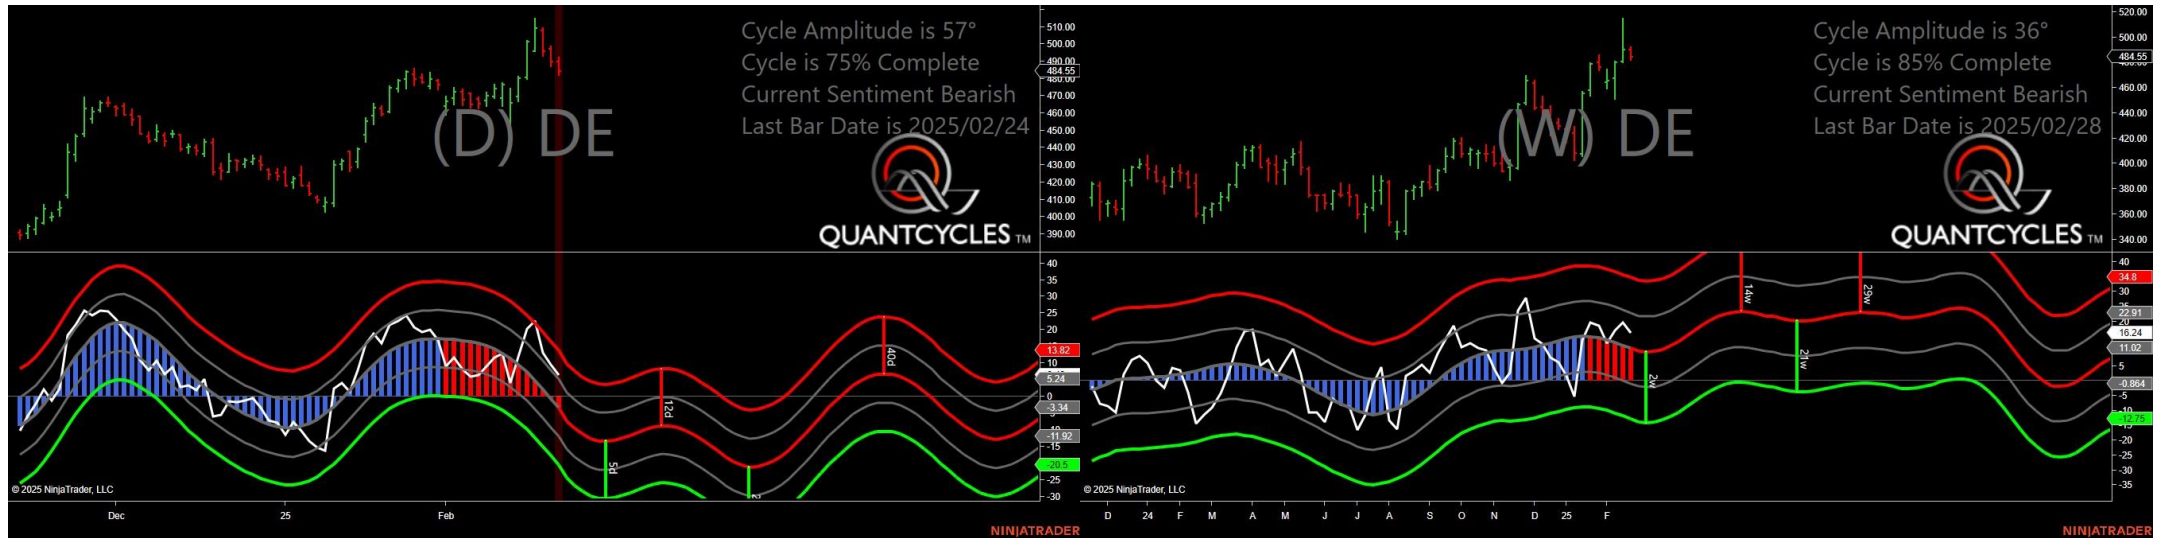 Cycle Amplitude is 57°
Cycle is 75% Complete
Current Sentiment Bearish
Last Bar Date is 2025/02/24
(D) DE
QUANTCYCLES TM
510.00
500.00
490.00
484.55
480.00
470.00
460.00
450.00
440.00
430.00
420.00
410.00
400.00
390.00
40
35
30
25
20
15
13.82
10
5.24
0
-3.34
-11.92
-15
-20.5
-25
-30
5d
12d
40d
© 2025 NinjaTrader, LLC
Dec
25
Feb
NINJATRADER
Cycle Amplitude is 36°
Cycle is 85% Complete
Current Sentiment Bearish
Last Bar Date is 2025/02/28
(W) DE
QUANTCYCLES TM
520.00
500.00
484.55
460.00
440.00
420.00
400.00
380.00
360.00
340.00
40
34.8
30
22.91
20
16.24
11.02
5
-0.864
-5
-12.75
-20
-25
-30
-35
2w
14w
21w
29w
© 2025 NinjaTrader, LLC
D
24
F
M
A
M
J
J
A
S
O
N
D
25
F
NINJATRADER